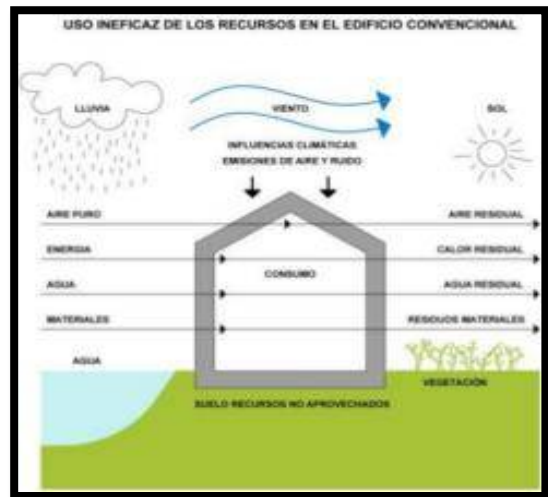 USO INEFICAZ DE LOS RECURSOS EN EL EDIFICIO CONVENCIONAL
LLUVIA
VIENTO
SOL
INFLUENCIAS CLIMÁTICAS
EMISIONES DE AIRE Y RUIDO
AIRE PURO
AIRE RESIDUAL
ENERGIA
CALOR RESIDUAL
CONSUMO
AGUA
AGUA RESIDUAL
MATERIALES
RESIDUOS MATERIALES
AGUA
VEGETACIÓN
SUELO RECURSOS NO APROVECHADOS